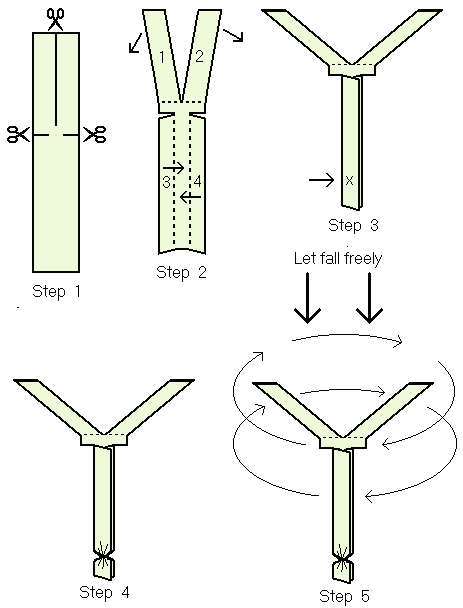 1
2
3
4
Step 1
Step 2
X
Step 3
Let fall freely
Step 4
Step 5